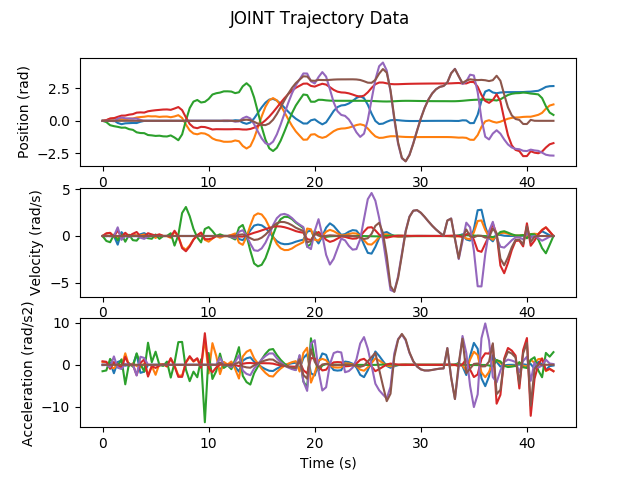 JOINT Trajectory Data
Position (rad)
2.5
0.0
−2.5
0 10 20 30 40
Velocity (rad/s)
5
0
−5
0 10 20 30 40
Acceleration (rad/s2)
10
0
−10
0 10 20 30 40
Time (s)